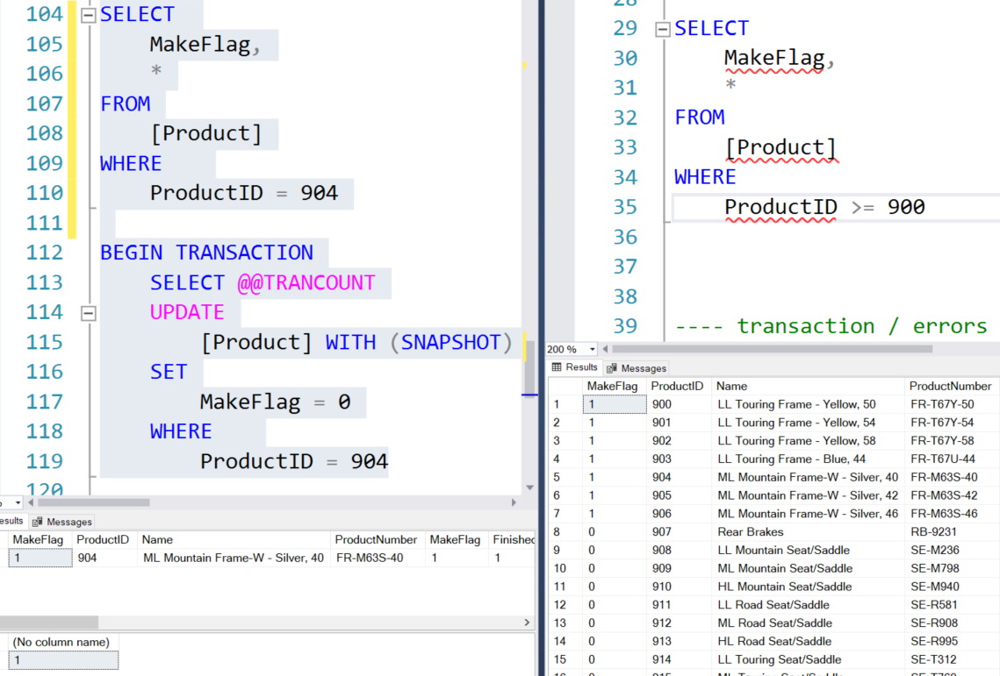 104 SELECT
105 MakeFlag,
106 *
107 FROM
108 [Product]
109 WHERE
110 ProductID = 904
111
112 BEGIN TRANSACTION
113 SELECT @@TRANCOUNT
114 UPDATE
115 [Product] WITH (SNAPSHOT)
116 SET
117 MakeFlag = 0
118 WHERE
119 ProductID = 904
120
Messages
MakeFlag ProductID Name ProductNumber MakeFlag
1 904 ML Mountain Frame-W - Silver, 40 FR-M63S-40 1 1
(No column name)
1
28
29 SELECT
30 MakeFlag,
31 *
32 FROM
33 [Product]
34 WHERE
35 ProductID >= 900
36
37
38
39 ---- transaction / errors
200 %
Results Messages
MakeFlag ProductID Name ProductNumber
1 1 900 LL Touring Frame - Yellow, 50 FR-T67Y-50
2 1 901 LL Touring Frame - Yellow, 54 FR-T67Y-54
3 1 902 LL Touring Frame - Yellow, 58 FR-T67Y-58
4 1 903 LL Touring Frame - Blue, 44 FR-T67U-44
5 1 904 ML Mountain Frame-W - Silver, 40 FR-M63S-40
6 1 905 ML Mountain Frame-W - Silver, 42 FR-M63S-42
7 1 906 ML Mountain Frame-W - Silver, 46 FR-M63S-46
8 0 907 Rear Brakes RB-9231
9 0 908 LL Mountain Seat/Saddle SE-M236
10 0 909 ML Mountain Seat/Saddle SE-M798
11 0 910 HL Mountain Seat/Saddle SE-M940
12 0 911 LL Road Seat/Saddle SE-R581
13 0 912 ML Road Seat/Saddle SE-R908
14 0 913 HL Road Seat/Saddle SE-R995
15 0 914 LL Touring Seat/Saddle SE-T312